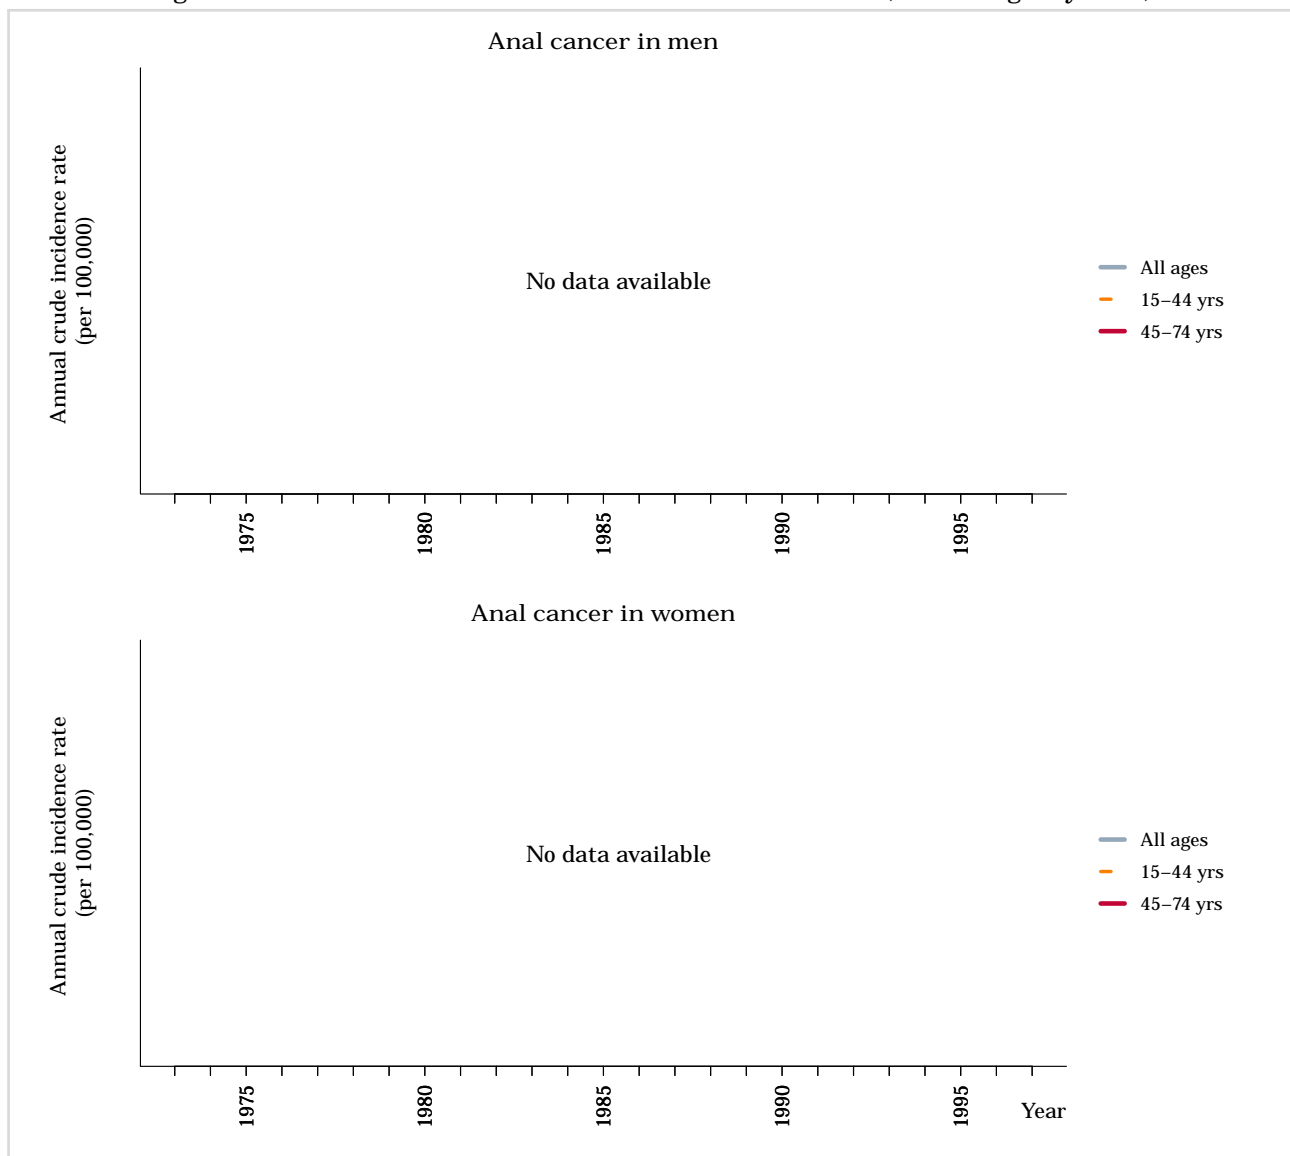 Anal cancer in men
Annual crude incidence rate
(per 100,000)
No data available
All ages
15–44 yrs
45–74 yrs
1975
1980
1985
1990
1995
Anal cancer in women
Annual crude incidence rate
(per 100,000)
No data available
All ages
15–44 yrs
45–74 yrs
1975
1980
1985
1990
1995
Year